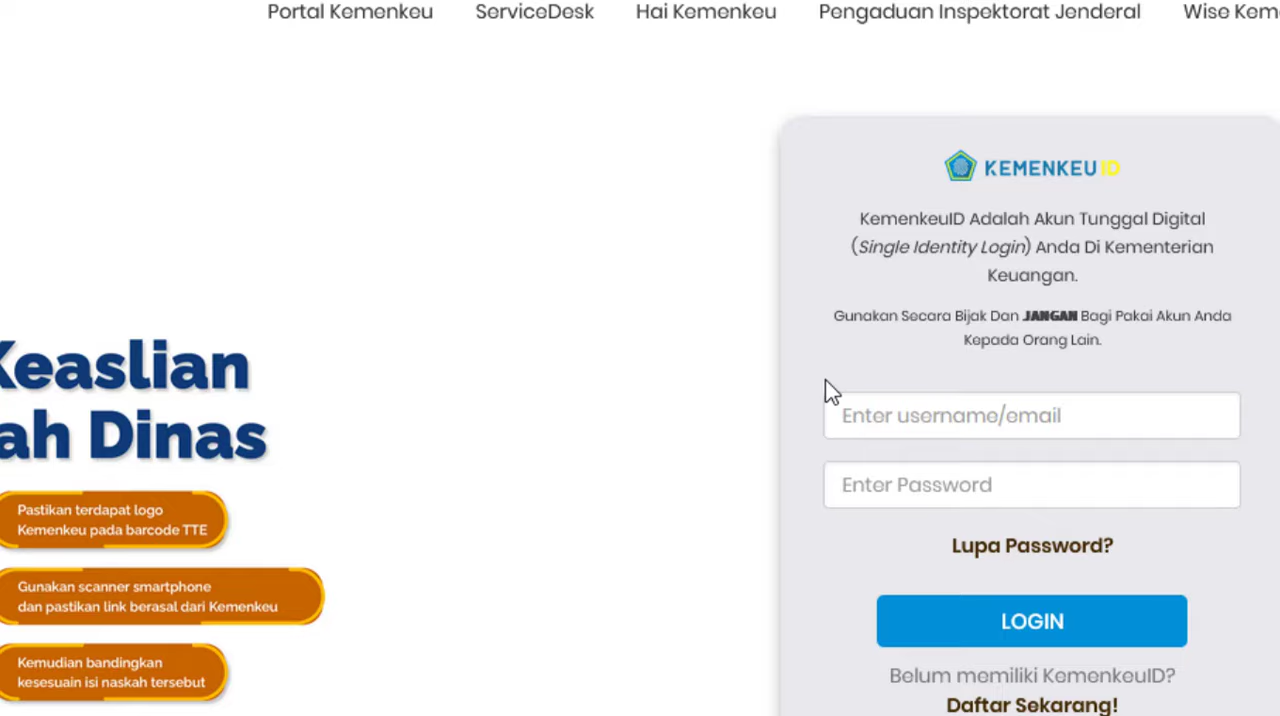 Portal Kemenkeu ServiceDesk Hai Kemenkeu Pengaduan Inspektorat Jenderal Wise Kem
Keaslian
ah Dinas
Pastikan terdapat logo
Kemenkeu pada barcode TTE
Gunakan scanner smartphone
dan pastikan link berasal dari Kemenkeu
Kemudian bandingkan
kesesuain isi naskah tersebut
KEMENKEUID
KemenkeuID Adalah Akun Tunggal Digital
(Single Identity Login) Anda Di Kementerian
Keuangan.
Gunakan Secara Bijak Dan JANGAN Bagi Pakai Akun Anda
Kepada Orang Lain.
Enter username/email
Enter Password
Lupa Password?
LOGIN
Belum memiliki KemenkeuID?
Daftar Sekarang!